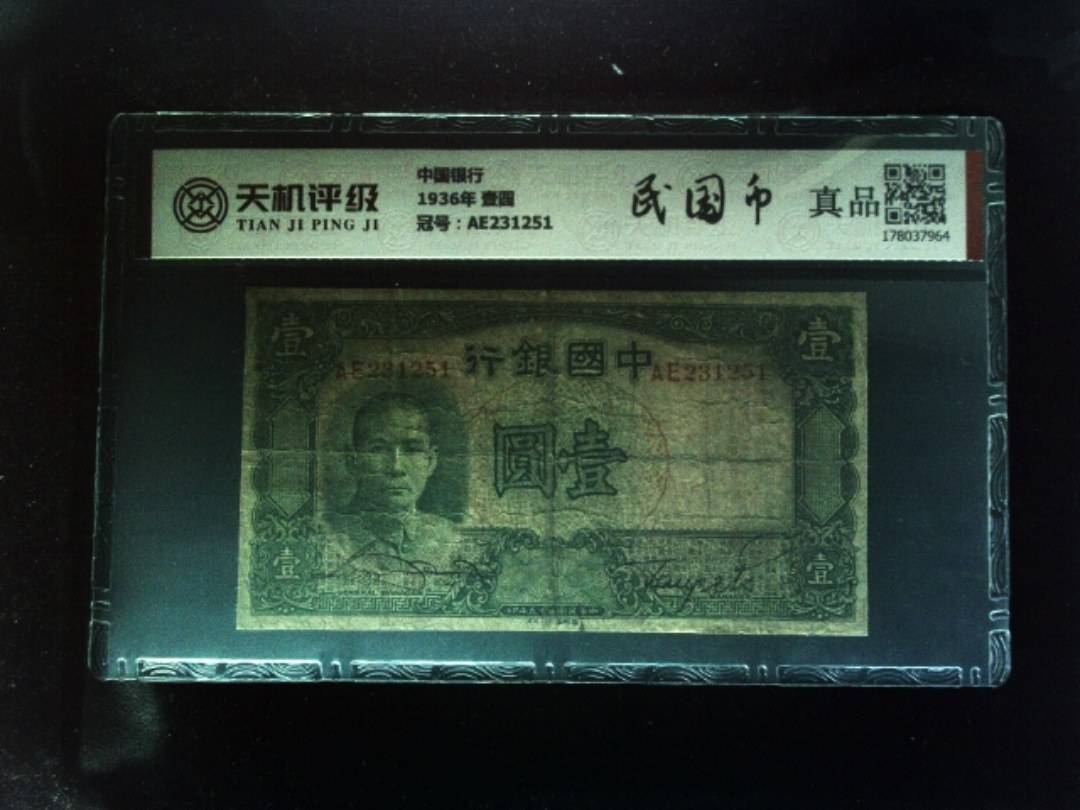 天机评级
TIAN JI PING JI
中国银行
1936年 壹圆
冠号：AE231251
民国币
真品
178037964
壹
壹
行銀國中
AE231251
AE231251
圓壹
壹
壹